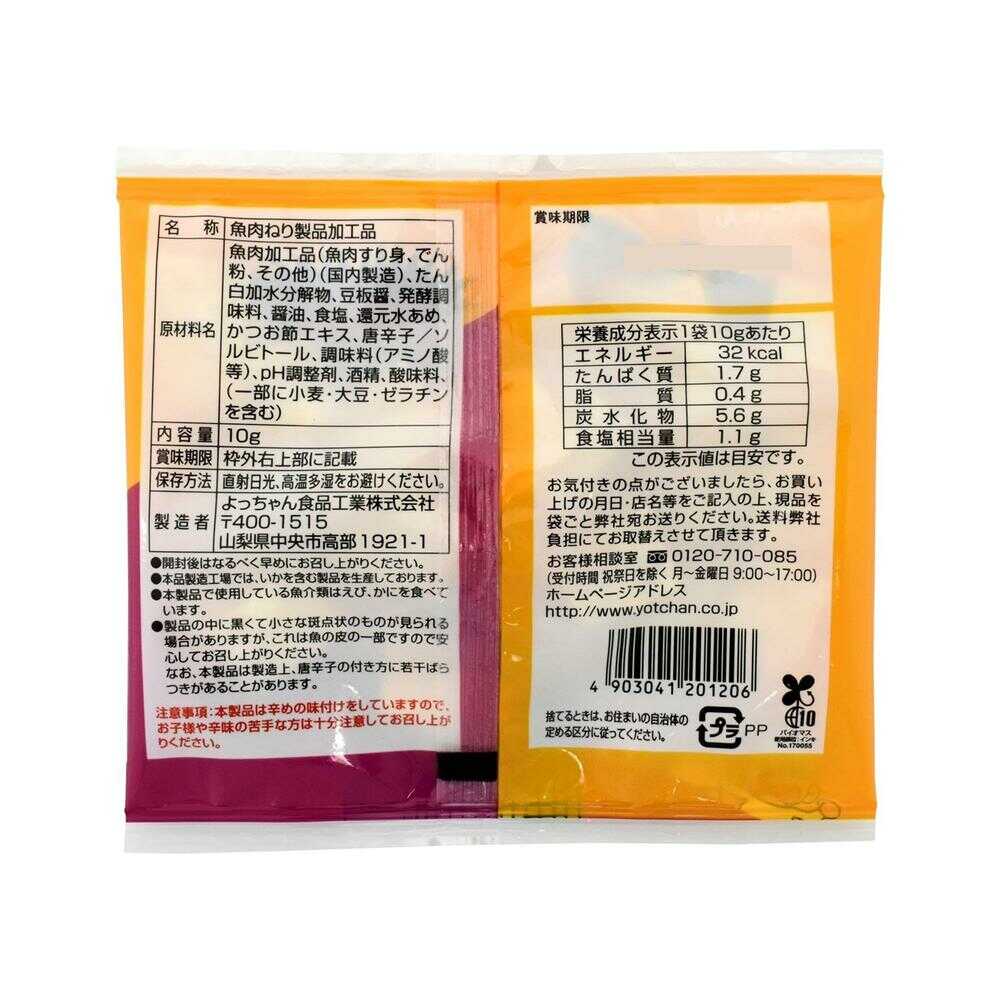 名称 魚肉ねり製品加工品
原材料名
魚肉加工品(魚肉すり身、でん
粉、その他)(国内製造)、たん
白加水分解物、豆板醤、発酵調
味料、醤油、食塩、還元水あめ、
かつお節エキス、唐辛子／ソ
ルビトール、調味料(アミノ酸
等)、pH調整剤、酒精、酸味料、
(一部に小麦・大豆・ゼラチン
を含む)
内容量 10g
賞味期限 枠外右上部に記載
保存方法 直射日光、高温多湿をお避けください。
製造者
よっちゃん食品工業株式会社
〒400-1515
山梨県中央市高部1921-1
●開封後はなるべく早めにお召し上がりください。
●本品製造工場では、いかを含む製品を生産しております。
●本製品で使用している魚介類はえび、かにを食べて
います。
●製品の中に黒くて小さな斑点状のものが見られる
場合がありますが、これは魚の皮の一部ですので安
心してお召し上がりください。
なお、本製品は製造上、唐辛子の付き方に若干ばら
つきがあることがあります。
注意事項:本製品は辛めの味付けをしていますので、
お子様や辛味の苦手な方は十分注意してお召し上が
りください。
賞味期限
栄養成分表示1袋10gあたり
エネルギー 32kcal
たんぱく質 1.7g
脂質 0.4g
炭水化物 5.6g
食塩相当量 1.1g
この表示値は目安です。
お気付きの点がございましたら、お買い
上げの月日・店名等をご記入の上、現品を
袋ごと弊社宛お送りください。送料弊社
負担にてお取替えさせて頂きます。
お客様相談室 0120-710-085
(受付時間 祝祭日を除く 月～金曜日 9:00～17:00)
ホームページアドレス
http://www.yotchan.co.jp
4 903041 201206
捨てるときは、お住まいの自治体の
定める区分に従ってください。
プラ PP
10
バイオマス
No.170055